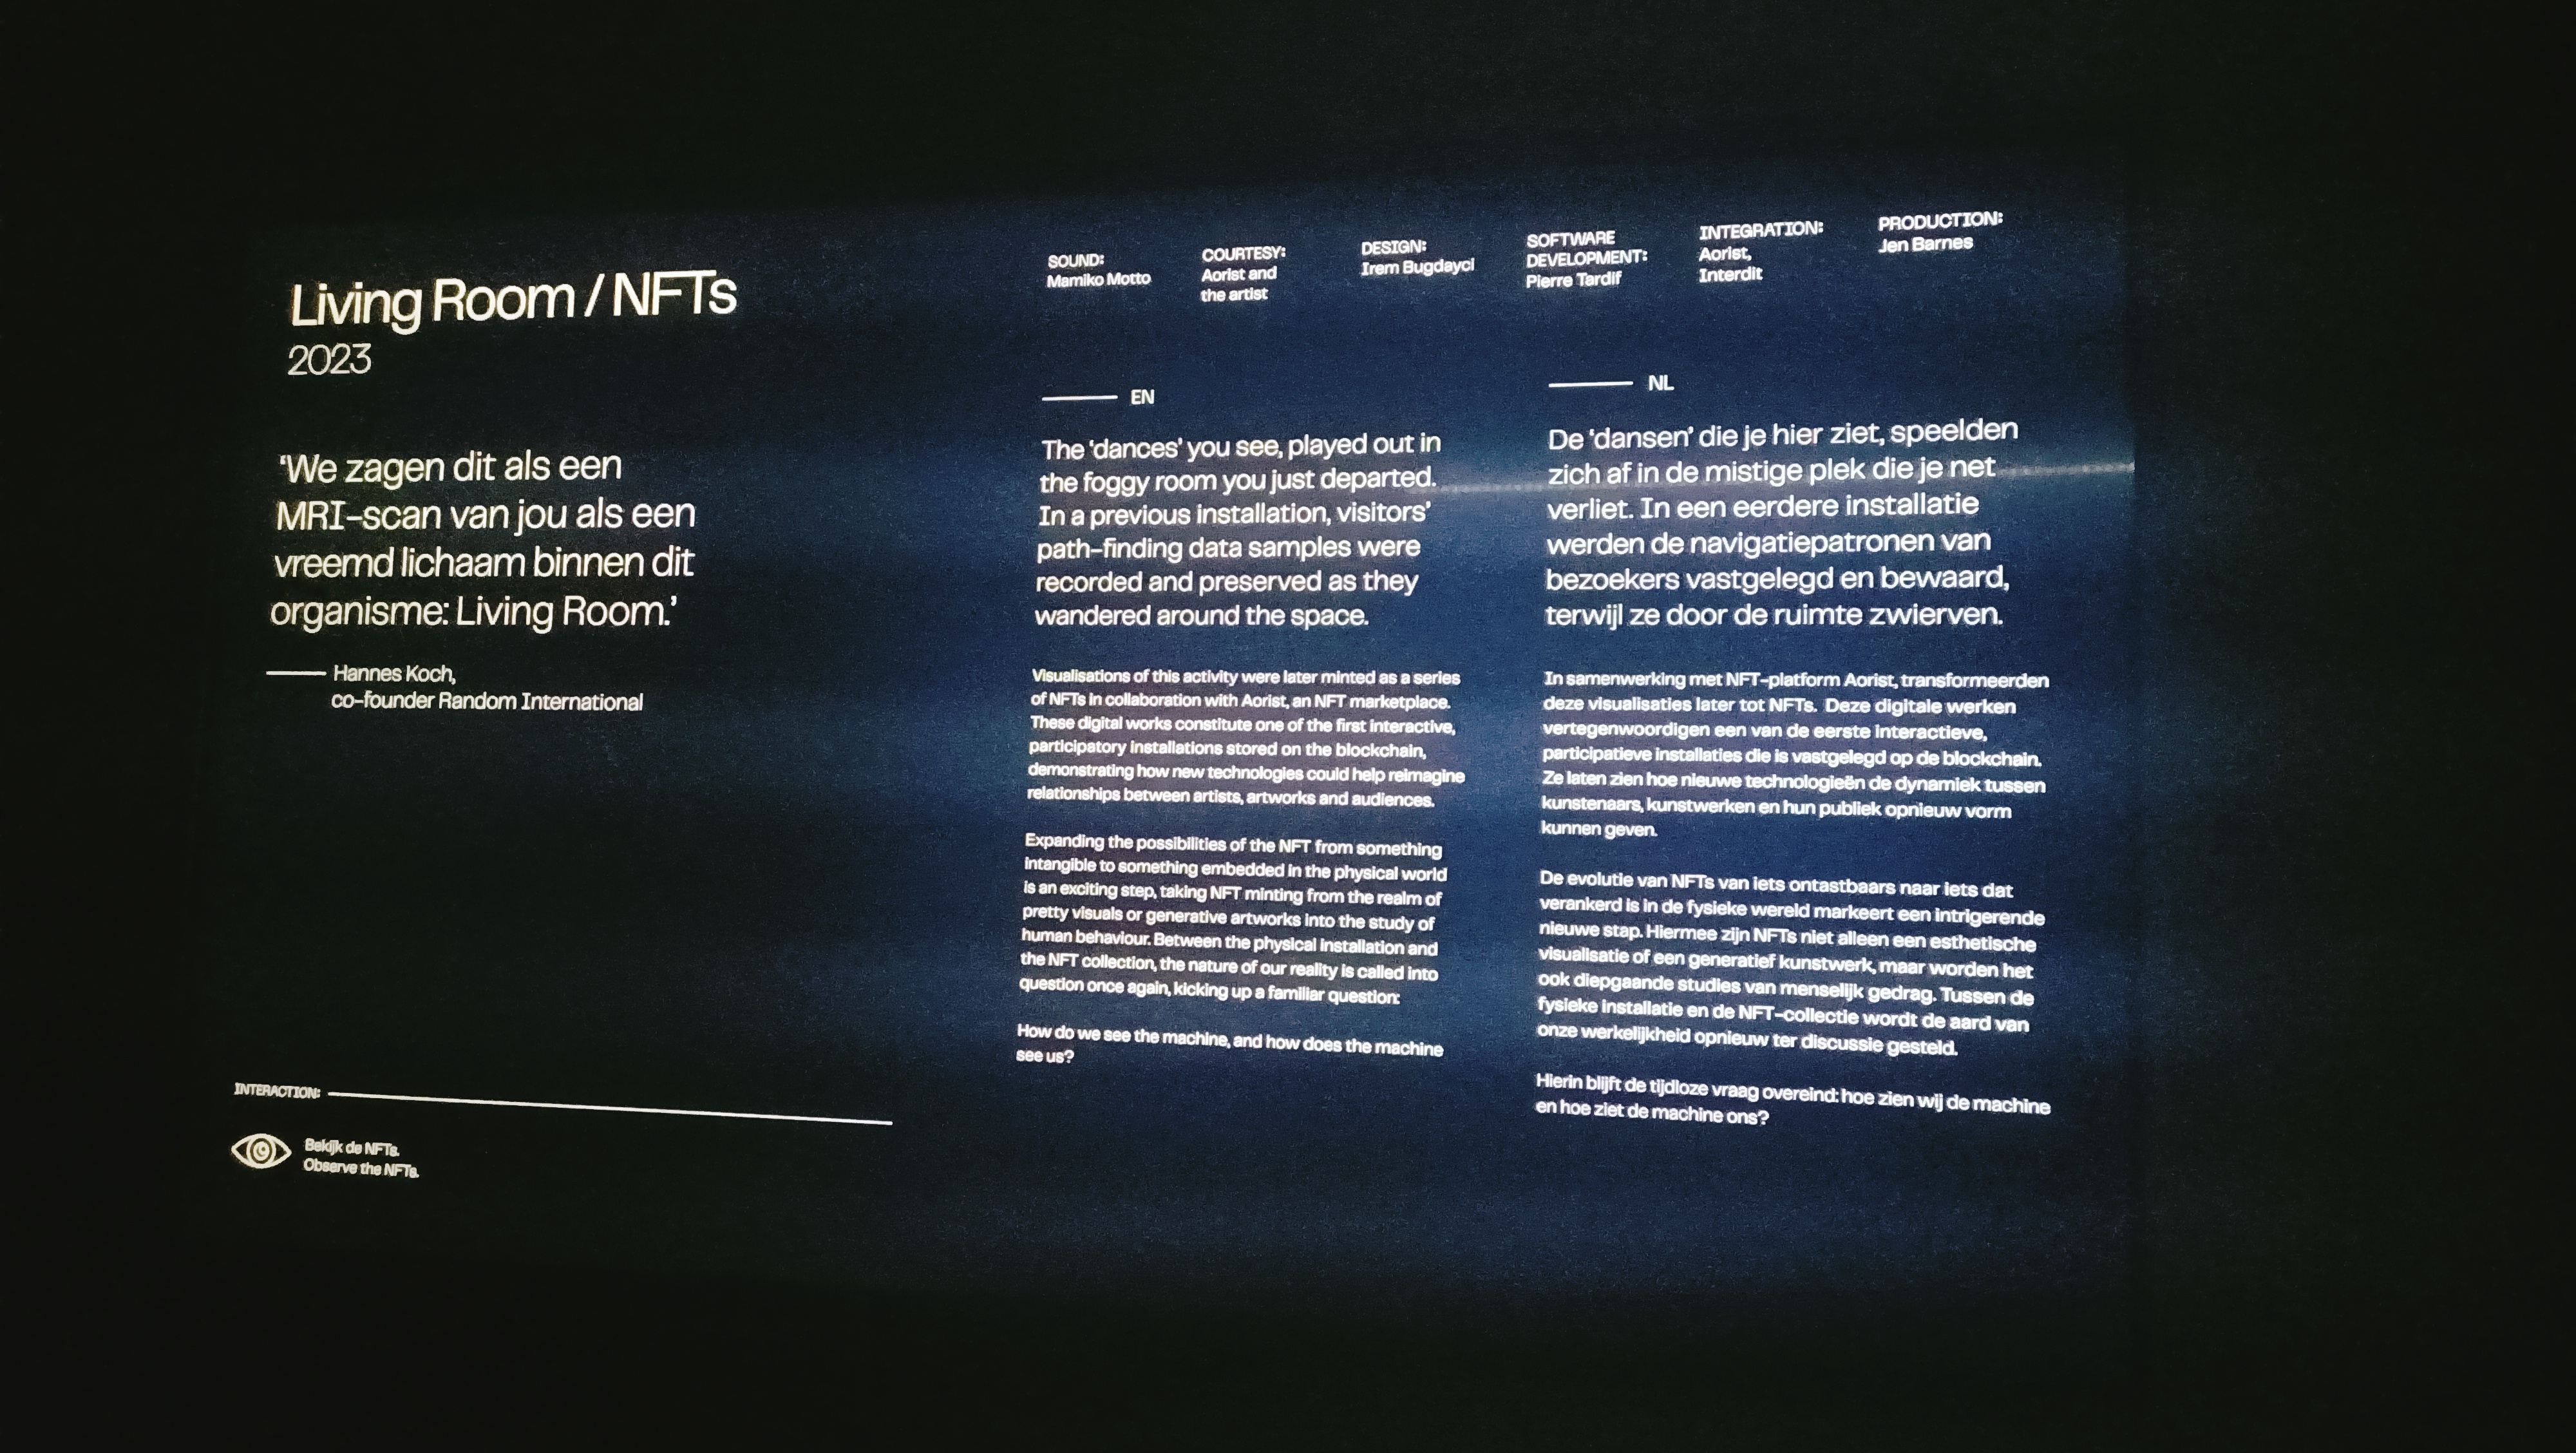 Living Room / NFTs
2023
‘We zagen dit als een
MRI-scan van jou als een
vreemd lichaam binnen dit
organisme: Living Room.’
Hannes Koch,
co-founder Random International
INTERACTION:
Bekijk de NFTs.
Observe the NFTs.
SOUND:
Mamiko Motto
COURTESY:
Aorist and
the artist
DESIGN:
Irem Bugdayci
SOFTWARE
DEVELOPMENT:
Pierre Tardif
INTEGRATION:
Aorist,
Interdit
PRODUCTION:
Jen Barnes
EN
The ‘dances’ you see, played out in
the foggy room you just departed.
In a previous installation, visitors’
path-finding data samples were
recorded and preserved as they
wandered around the space.
Visualisations of this activity were later minted as a series
of NFTs in collaboration with Aorist, an NFT marketplace.
These digital works constitute one of the first interactive,
participatory installations stored on the blockchain,
demonstrating how new technologies could help reimagine
relationships between artists, artworks and audiences.
Expanding the possibilities of the NFT from something
intangible to something embedded in the physical world
is an exciting step, taking NFT minting from the realm of
pretty visuals or generative artworks into the study of
human behaviour. Between the physical installation and
the NFT collection, the nature of our reality is called into
question once again, kicking up a familiar question:
How do we see the machine, and how does the machine
see us?
NL
De ‘dansen’ die je hier ziet, speelden
zich af in de mistige plek die je net
verliet. In een eerdere installatie
werden de navigatiepatronen van
bezoekers vastgelegd en bewaard,
terwijl ze door de ruimte zwierven.
In samenwerking met NFT-platform Aorist, transformeerden
deze visualisaties later tot NFTs. Deze digitale werken
vertegenwoordigen een van de eerste interactieve,
participatieve installaties die is vastgelegd op de blockchain.
Ze laten zien hoe nieuwe technologieën de dynamiek tussen
kunstenaars, kunstwerken en hun publiek opnieuw vorm
kunnen geven.
De evolutie van NFTs van iets ontastbaars naar iets dat
verankerd is in de fysieke wereld markeert een intrigerende
nieuwe stap. Hiermee zijn NFTs niet alleen een esthetische
visualisatie of een generatief kunstwerk, maar worden het
ook diepgaande studies van menselijk gedrag. Tussen de
fysieke installatie en de NFT-collectie wordt de aard van
onze werkelijkheid opnieuw ter discussie gesteld.
Hierin blijft de tijdloze vraag overeind: hoe zien wij de machine
en hoe ziet de machine ons?